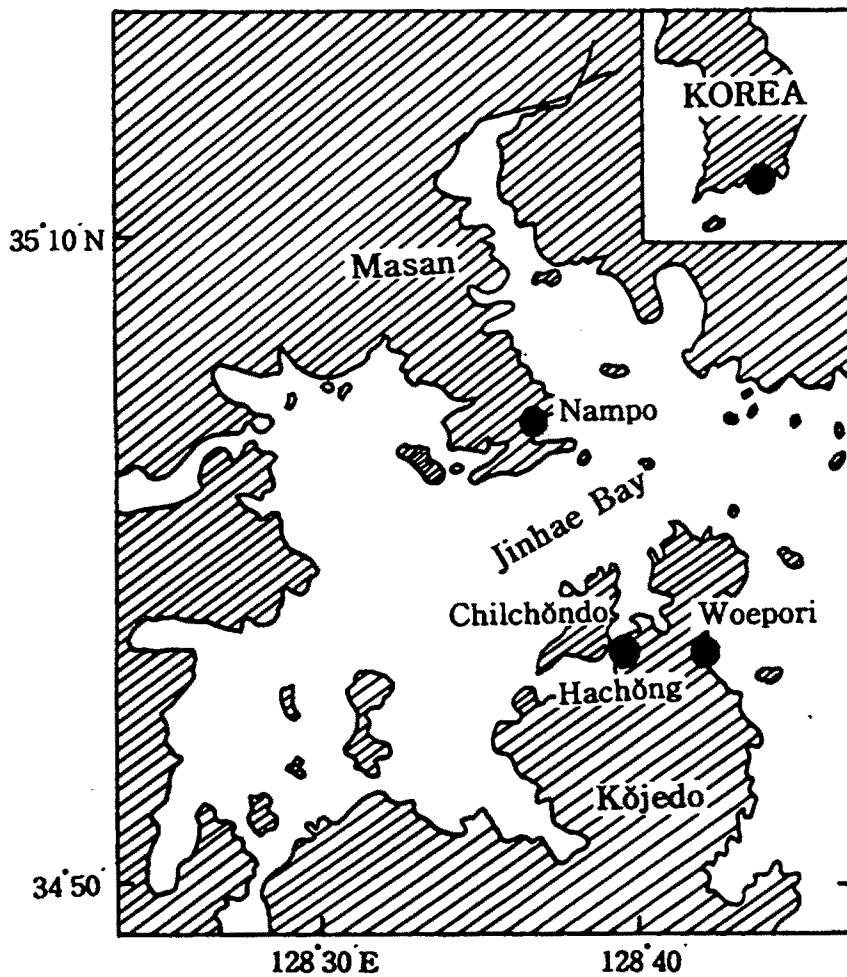 KOREA
35°10′N
Masan
Nampo
Jinhae Bay
Chilchŏndo
Woepori
Hachŏng
Kŏjedo
34°50′
128°30′E
128°40′